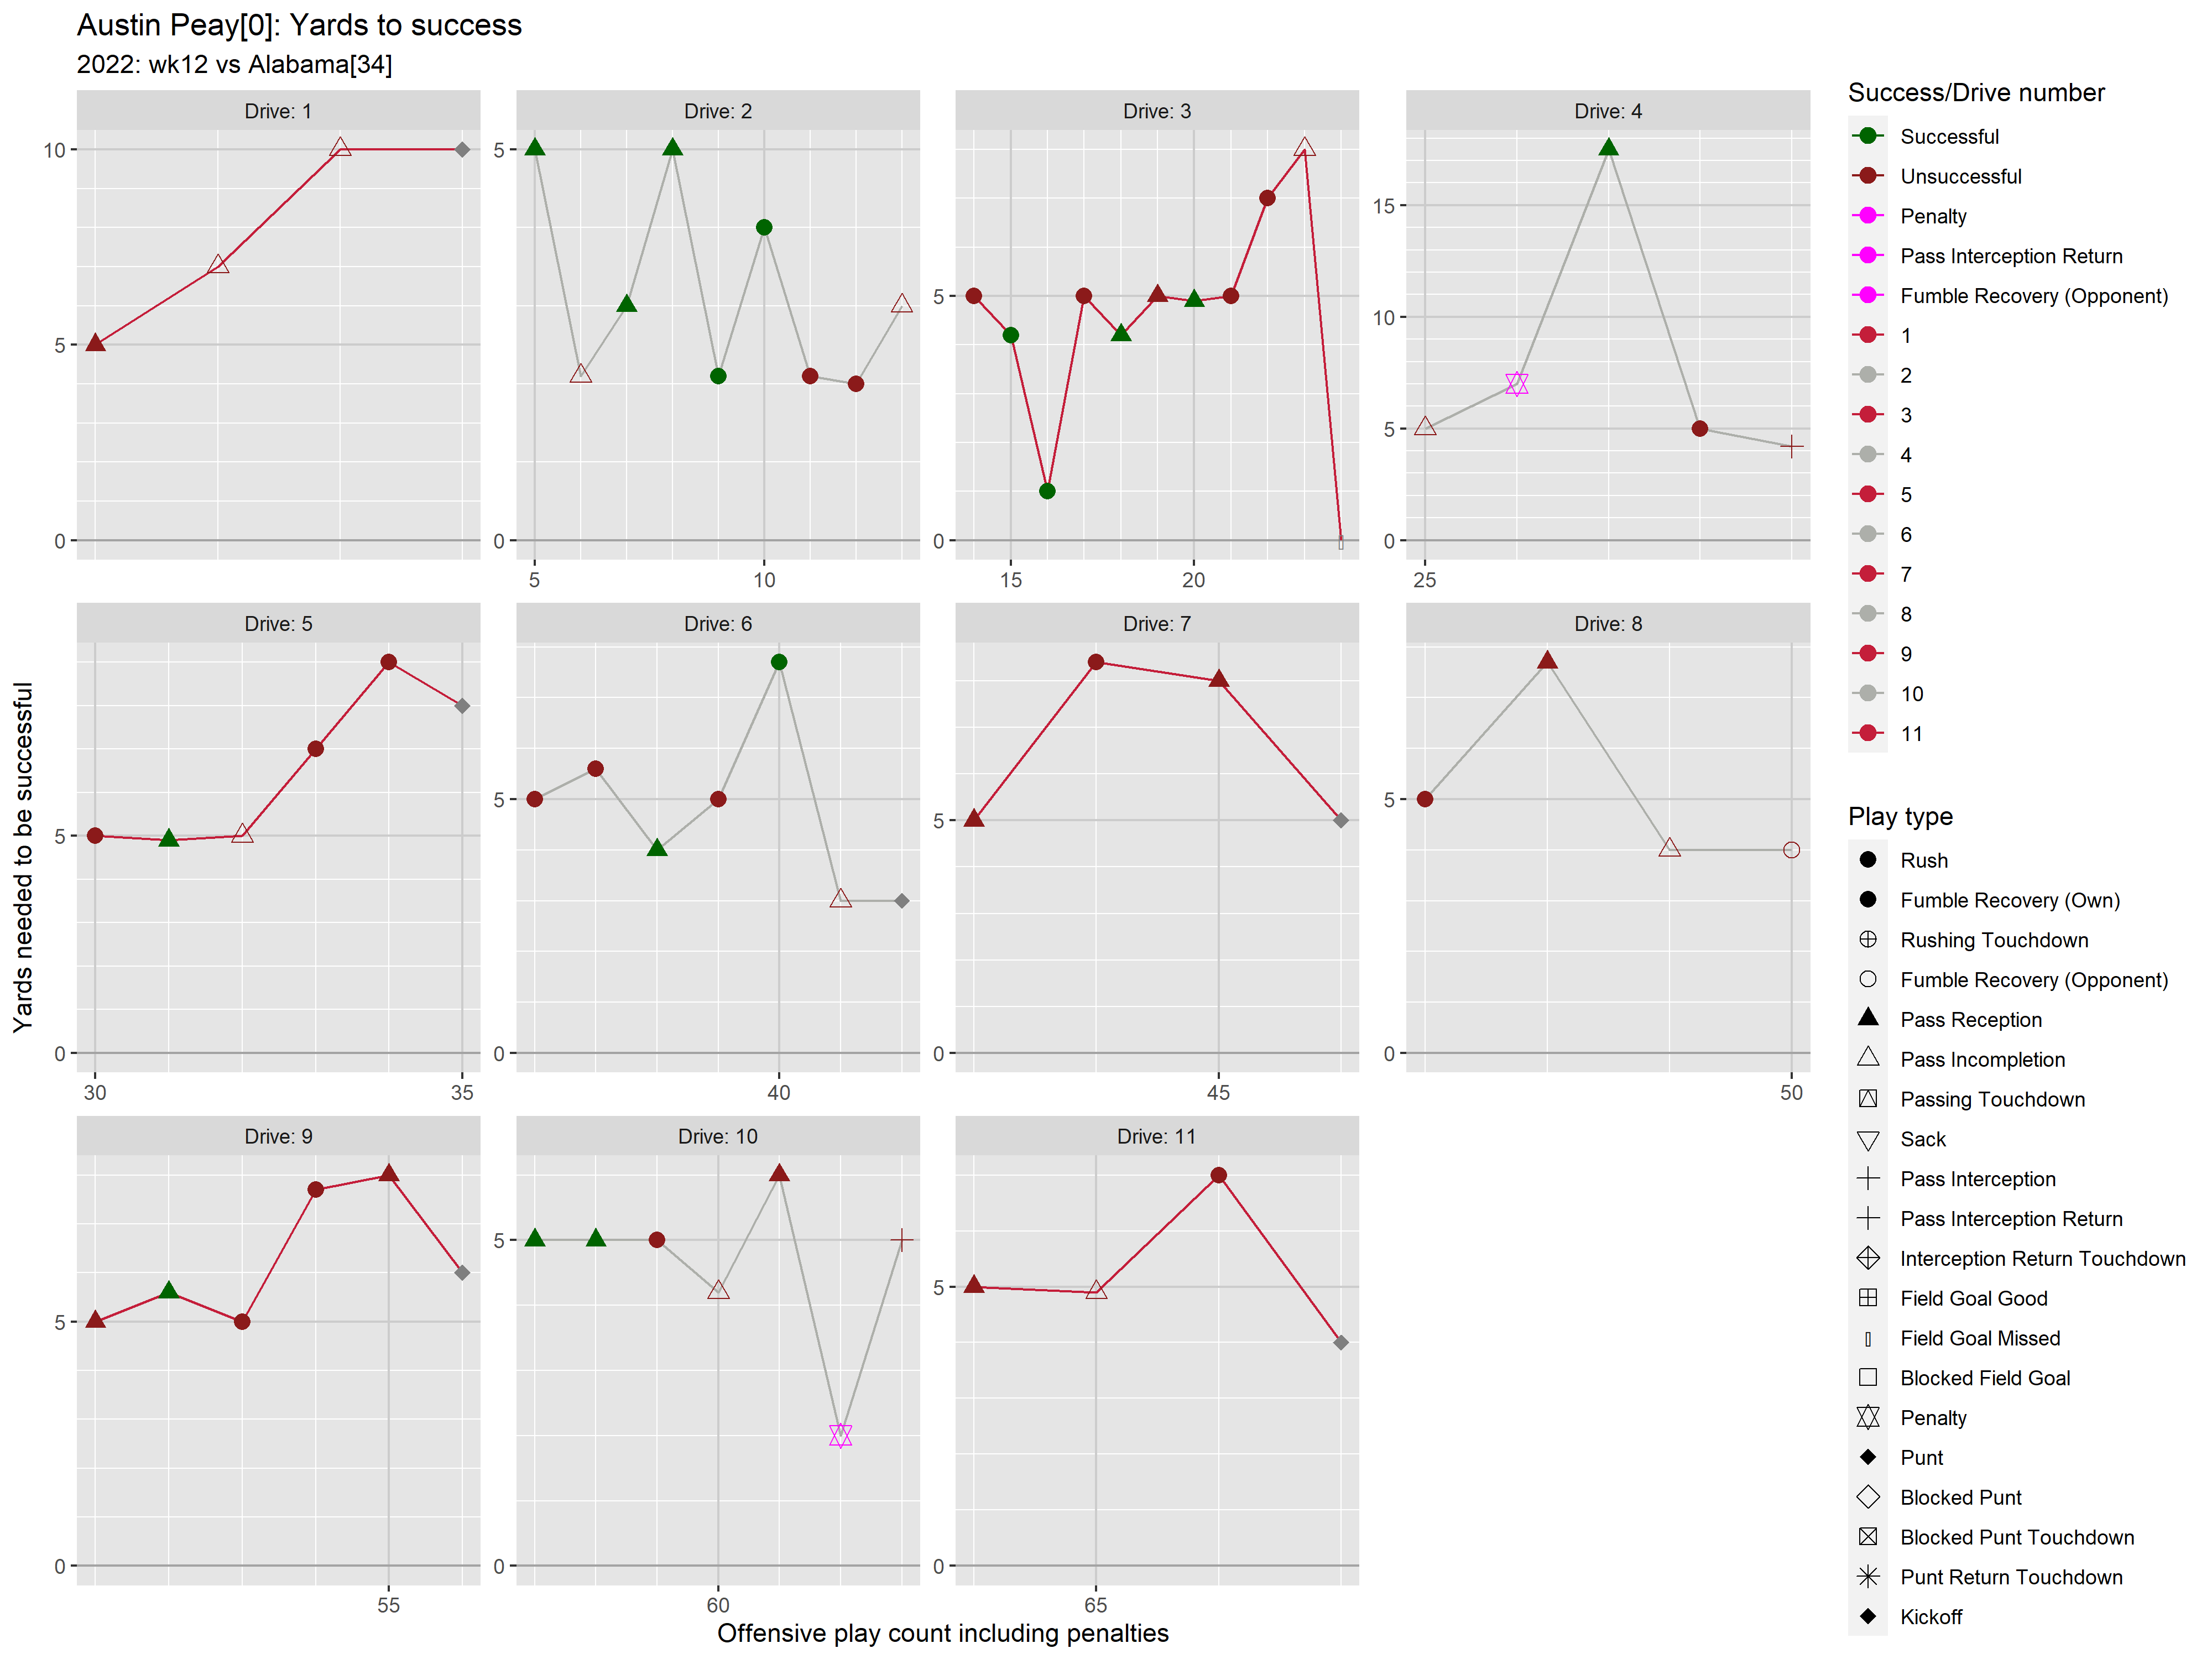 Austin Peay[0]: Yards to success
2022: wk12 vs Alabama[34]
Drive: 1
Drive: 2
Drive: 3
Drive: 4
10
5
0
5
0
5
0
15
10
5
0
5
10
15
20
25
Drive: 5
Drive: 6
Drive: 7
Drive: 8
5
0
5
0
5
0
5
0
30
35
40
45
50
Drive: 9
Drive: 10
Drive: 11
5
0
5
0
5
0
55
60
65
Yards needed to be successful
Offensive play count including penalties
Success/Drive number
Successful
Unsuccessful
Penalty
Pass Interception Return
Fumble Recovery (Opponent)
1
2
3
4
5
6
7
8
9
10
11
Play type
Rush
Fumble Recovery (Own)
Rushing Touchdown
Fumble Recovery (Opponent)
Pass Reception
Pass Incompletion
Passing Touchdown
Sack
Pass Interception
Pass Interception Return
Interception Return Touchdown
Field Goal Good
Field Goal Missed
Blocked Field Goal
Penalty
Punt
Blocked Punt
Blocked Punt Touchdown
Punt Return Touchdown
Kickoff